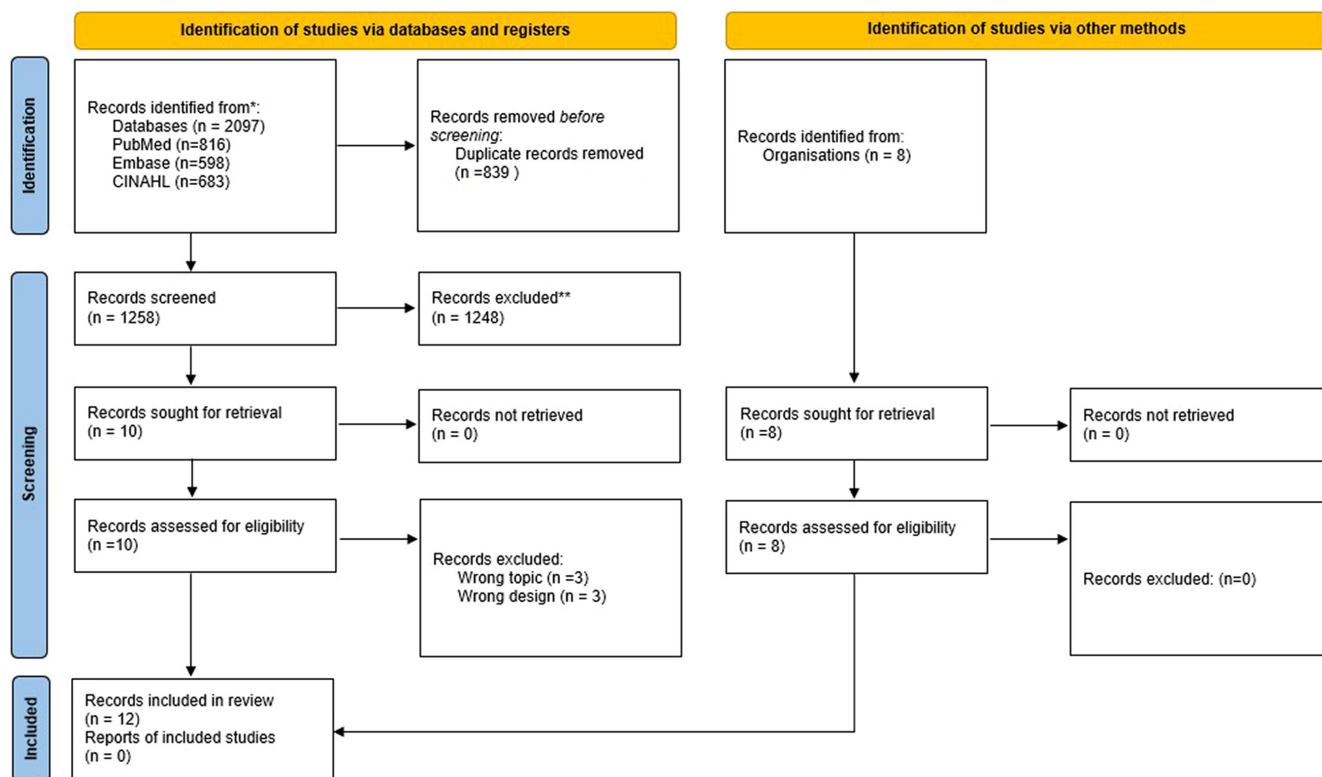 Identification of studies via databases and registers
Identification of studies via other methods
Identification
Records identified from*:
Databases (n = 2097)
PubMed (n=816)
Embase (n=598)
CINAHL (n=683)
Records removed before
screening:
Duplicate records removed
(n =839 )
Records identified from:
Organisations (n = 8)
Screening
Records screened
(n = 1258)
Records excluded**
(n = 1248)
Records sought for retrieval
(n = 10)
Records not retrieved
(n = 0)
Records sought for retrieval
(n =8)
Records not retrieved
(n = 0)
Records assessed for eligibility
(n =10)
Records excluded:
Wrong topic (n =3)
Wrong design (n = 3)
Records assessed for eligibility
(n = 8)
Records excluded: (n=0)
Included
Records included in review
(n = 12)
Reports of included studies
(n = 0)